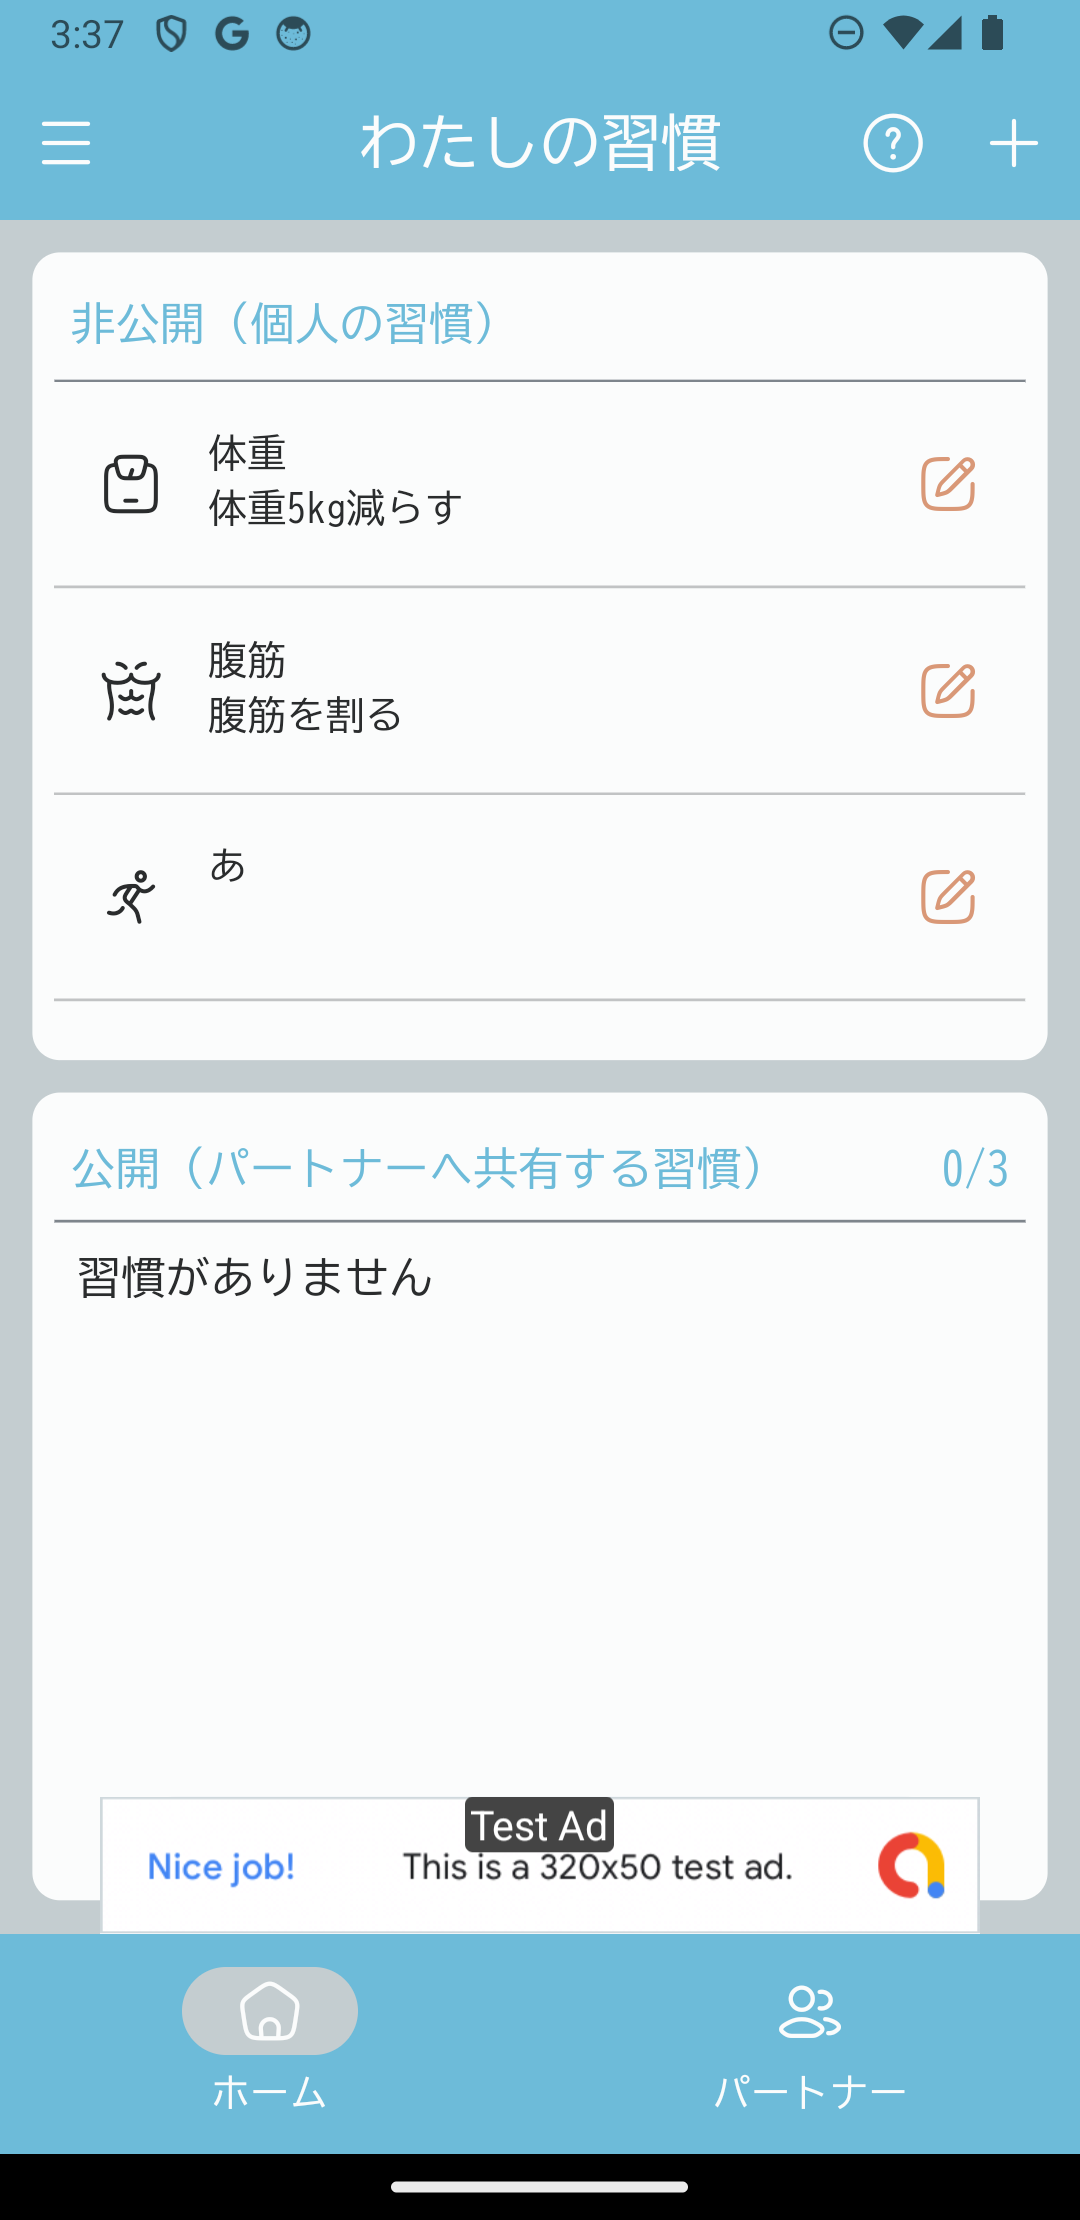 3:37
わたしの習慣
非公開（個人の習慣）
体重
体重5kg減らす
腹筋
腹筋を割る
あ
公開（パートナーへ共有する習慣） 0/3
習慣がありません
Test Ad
Nice job! This is a 320x50 test ad.
ホーム パートナー